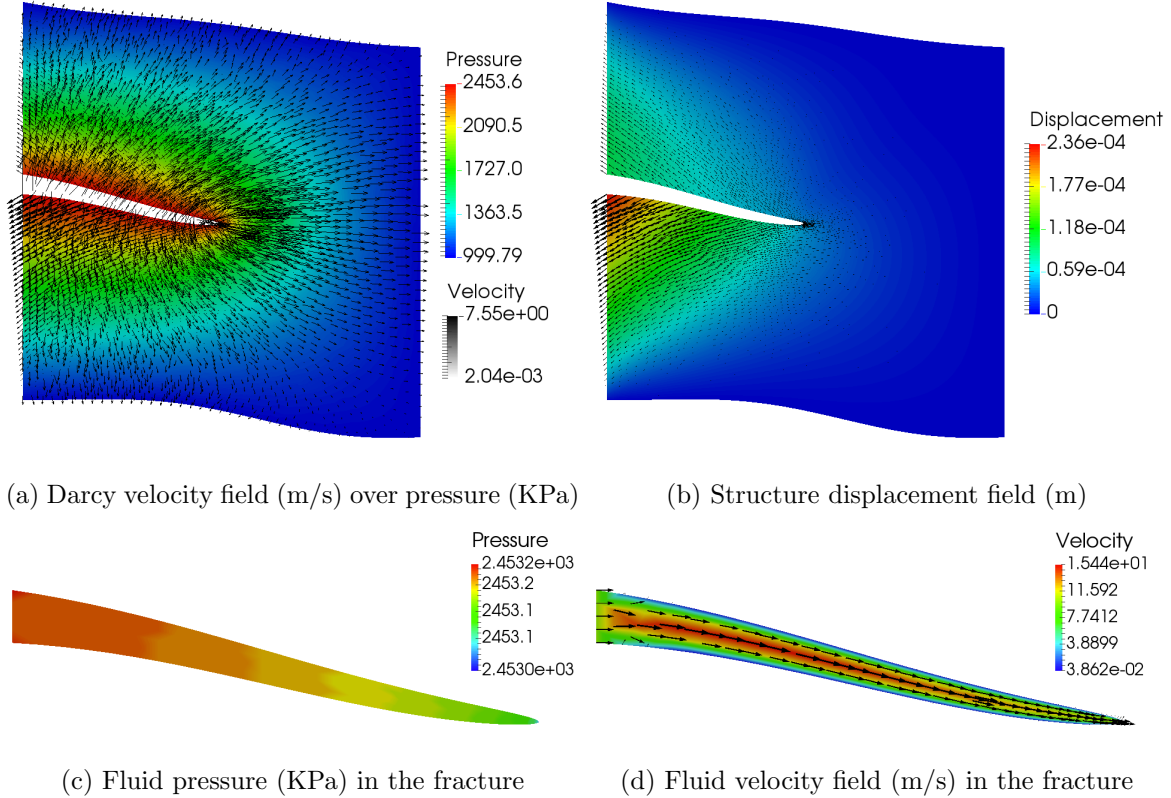 Pressure
2453.6
2090.5
1727.0
1363.5
999.79
Velocity
7.55e+00
2.04e-03
Displacement
2.36e-04
1.77e-04
1.18e-04
0.59e-04
0
(a) Darcy velocity field (m/s) over pressure (KPa)
(b) Structure displacement field (m)
Pressure
2.4532e+03
2453.2
2453.1
2453.1
2.4530e+03
Velocity
1.544e+01
11.592
7.7412
3.8899
3.862e-02
(c) Fluid pressure (KPa) in the fracture
(d) Fluid velocity field (m/s) in the fracture